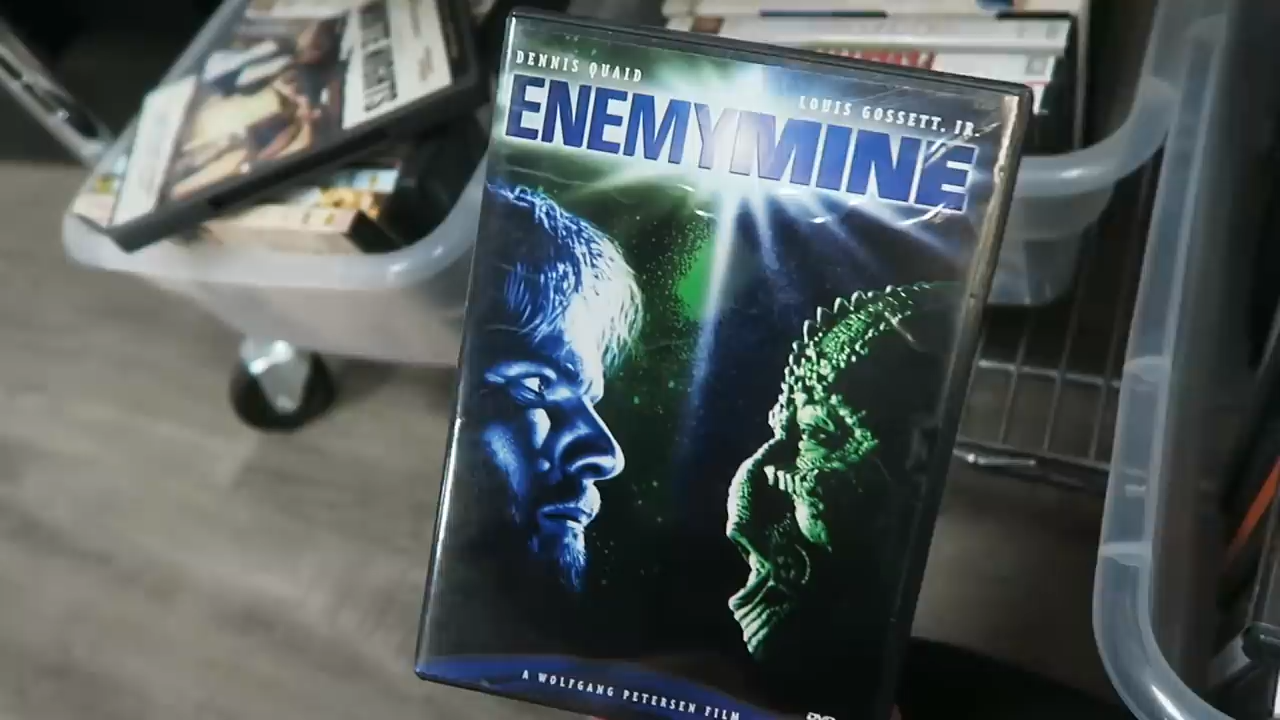 DENNIS QUAID
LOUIS GOSSETT, JR.
ENEMY MINE
A WOLFGANG PETERSEN FILM